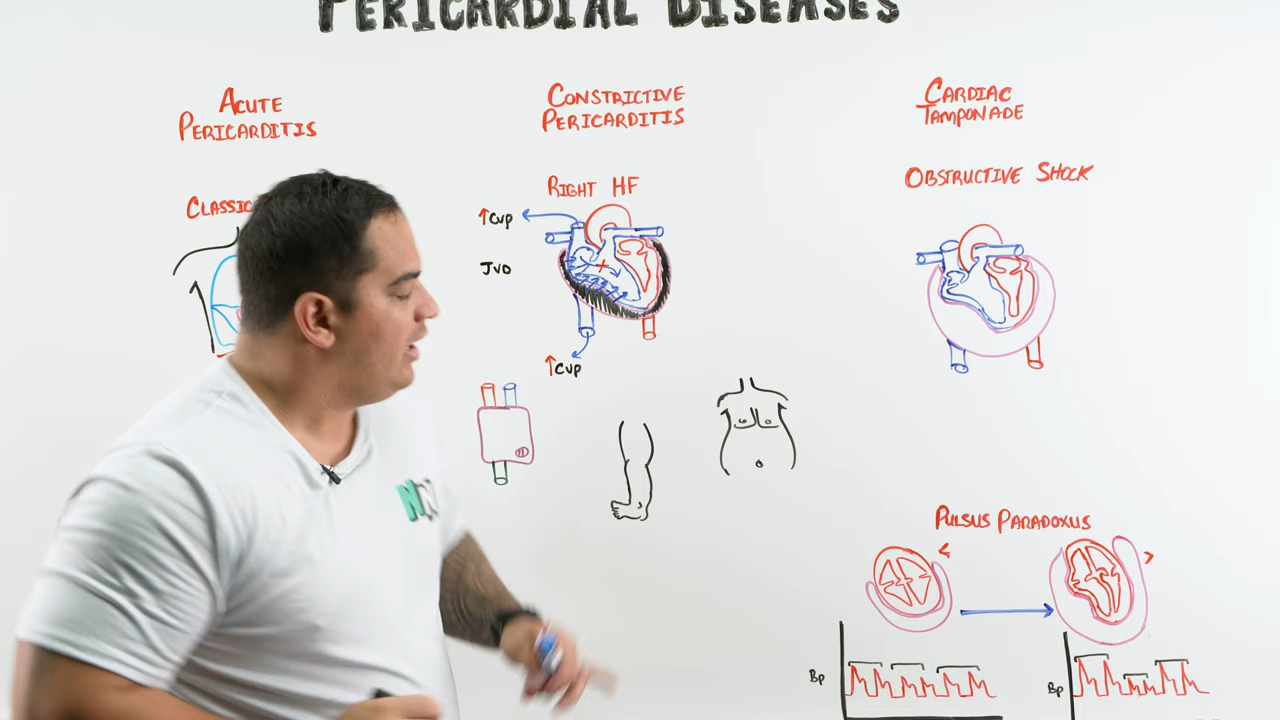 PERICARDIAL DISEASES
ACUTE
PERICARDITIS
CLASSIC
CONSTRICTIVE
PERICARDITIS
RIGHT HF
↑CVP
JVD
↑CVP
CARDIAC
TAMPONADE
OBSTRUCTIVE SHOCK
PULSUS PARADOXUS
< >
BP
BP
N